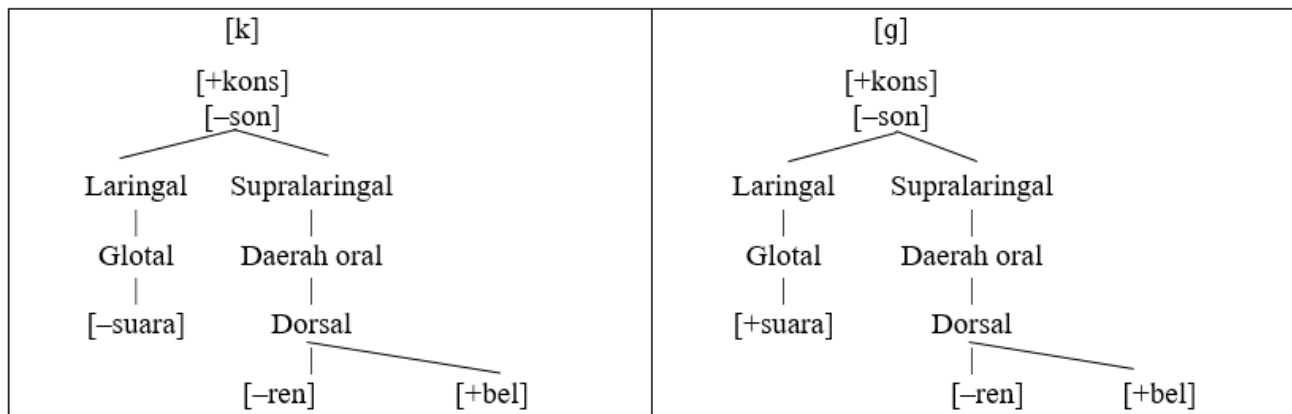 [k]
[+kons]
[–son]
Laringal Supralaringal
Glotal Daerah oral
[–suara] Dorsal
[–ren] [+bel]
[ɡ]
[+kons]
[–son]
Laringal Supralaringal
Glotal Daerah oral
[+suara] Dorsal
[–ren] [+bel]